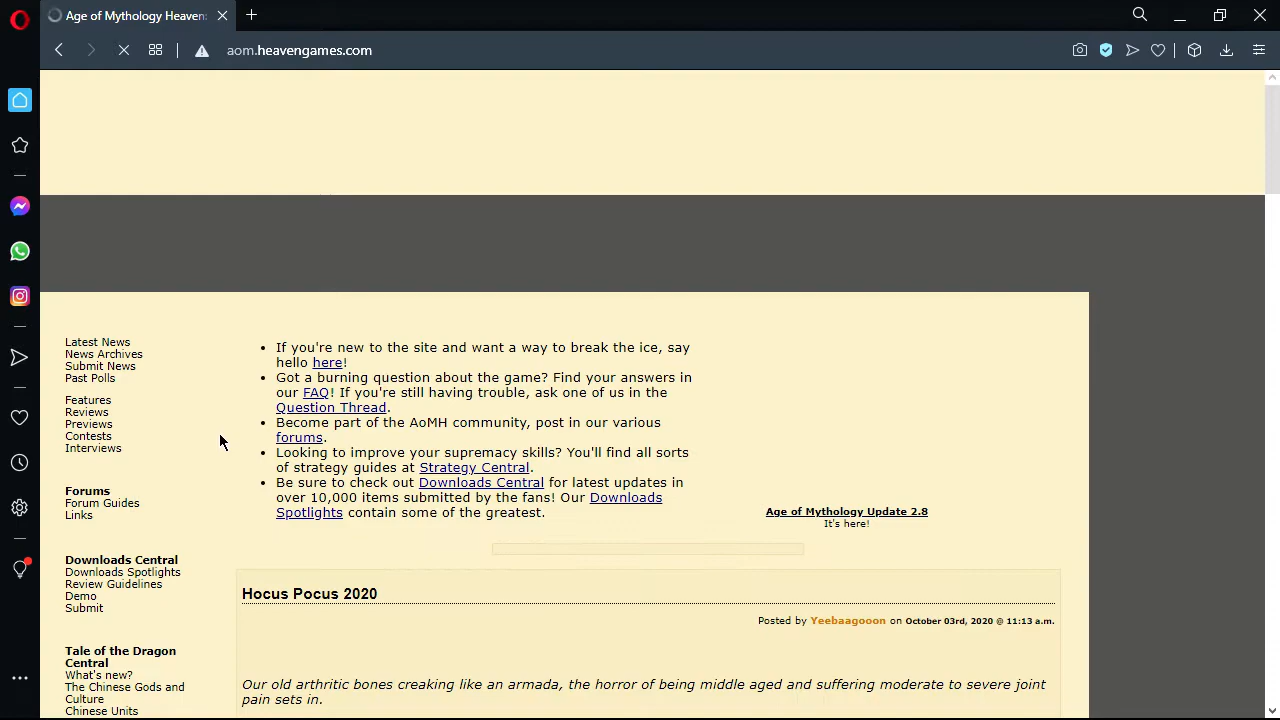 Age of Mythology Heaven:
aom.heavengames.com
Latest News
News Archives
Submit News
Past Polls
Features
Reviews
Previews
Contests
Interviews
Forums
Forum Guides
Links
Downloads Central
Downloads Spotlights
Review Guidelines
Demo
Submit
Tale of the Dragon
Central
What's new?
The Chinese Gods and
Culture
Chinese Units
If you're new to the site and want a way to break the ice, say
hello here!
Got a burning question about the game? Find your answers in
our FAQ! If you're still having trouble, ask one of us in the
Question Thread.
Become part of the AoMH community, post in our various
forums.
Looking to improve your supremacy skills? You'll find all sorts
of strategy guides at Strategy Central.
Be sure to check out Downloads Central for latest updates in
over 10,000 items submitted by the fans! Our Downloads
Spotlights contain some of the greatest.
Age of Mythology Update 2.8
It's here!
Hocus Pocus 2020
Posted by Yeebaagooon on October 03rd, 2020 @ 11:13 a.m.
Our old arthritic bones creaking like an armada, the horror of being middle aged and suffering moderate to severe joint
pain sets in.